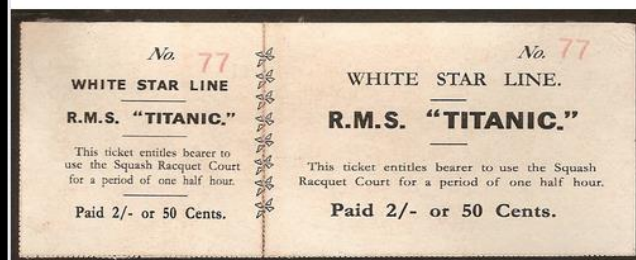 No. 77
WHITE STAR LINE
R.M.S. "TITANIC."
This ticket entitles bearer to
use the Squash Racquet Court
for a period of one half hour.
Paid 2/- or 50 Cents.
No. 77
WHITE STAR LINE.
R.M.S. "TITANIC."
This ticket entitles bearer to use the Squash
Racquet Court for a period of one half hour.
Paid 2/- or 50 Cents.